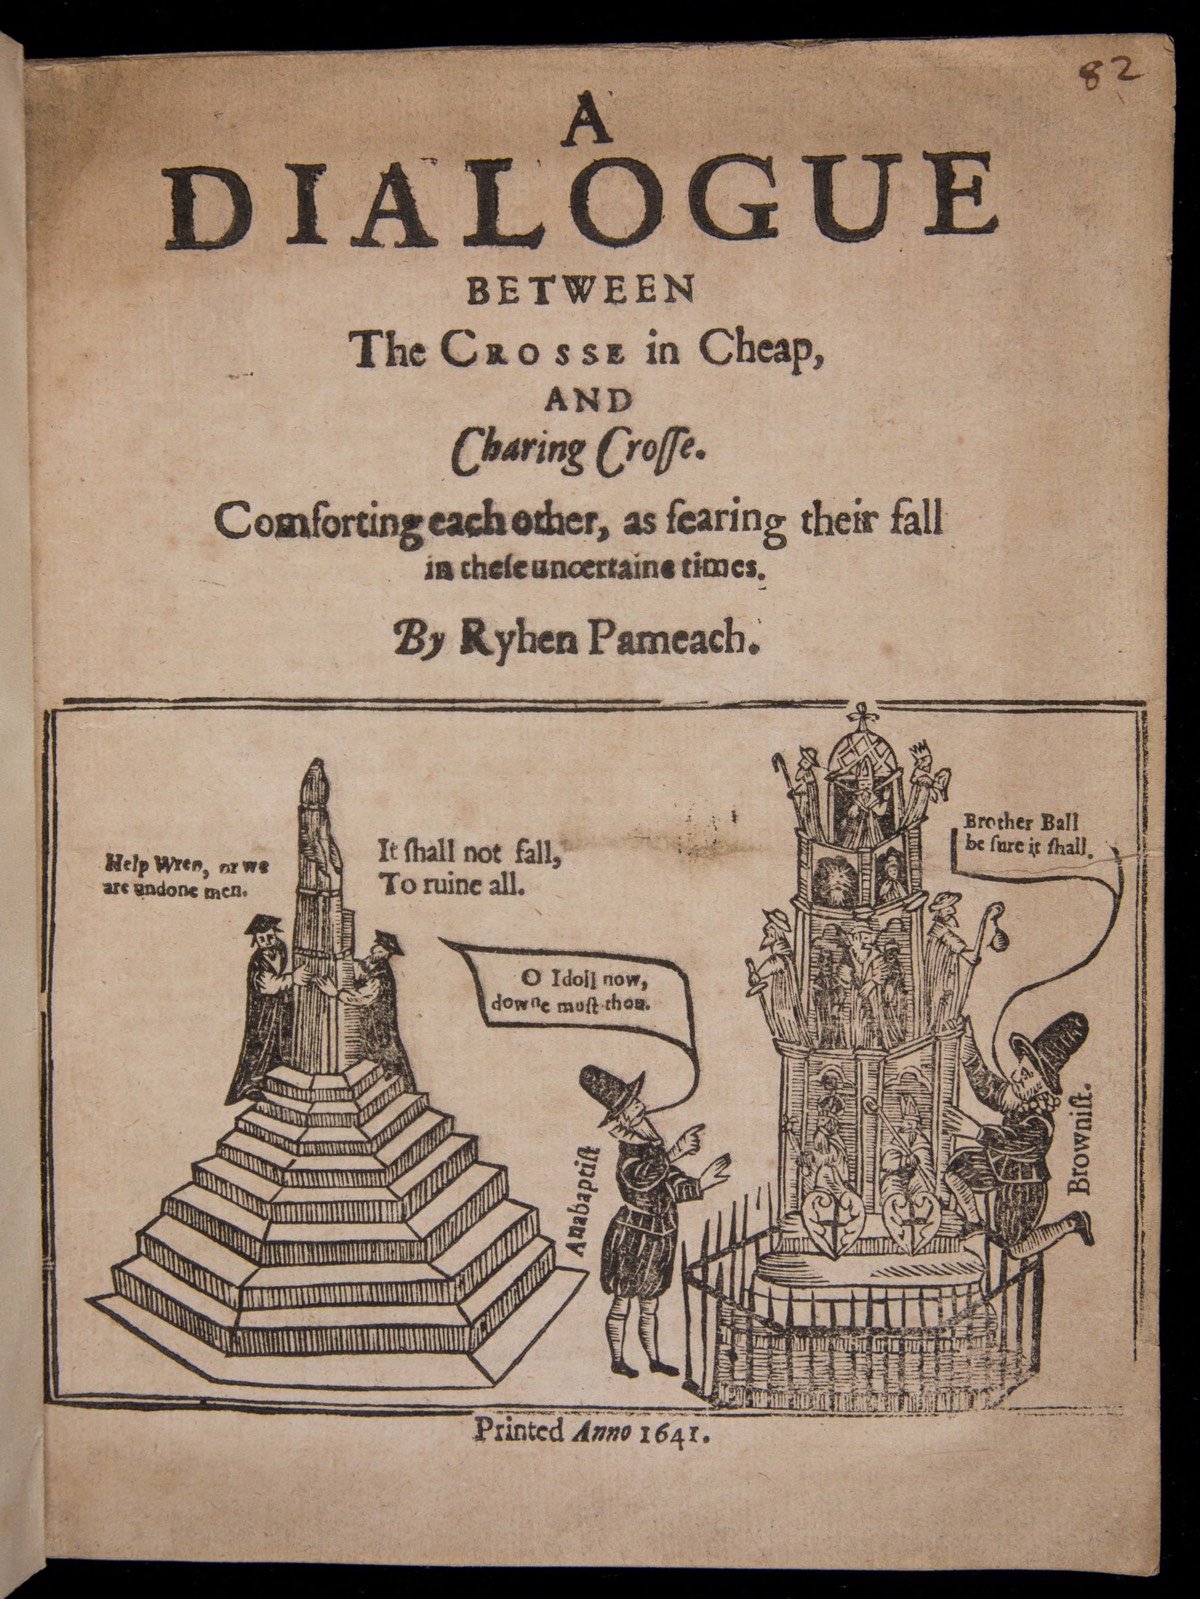 82
A
DIALOGUE
BETWEEN
The CROSSE in Cheap,
AND
Charing Croſſe.
Comforting each other, as fearing their fall
in theſe uncertaine times.
By Ryhen Pameach.
Help Wren, or we
are undone men.
It ſhall not fall,
To ruine all.
O Idoll now,
downe muſt thou.
Brother Ball
be ſure it ſhall.
Anabaptiſt
Browniſt.
Printed Anno 1641.